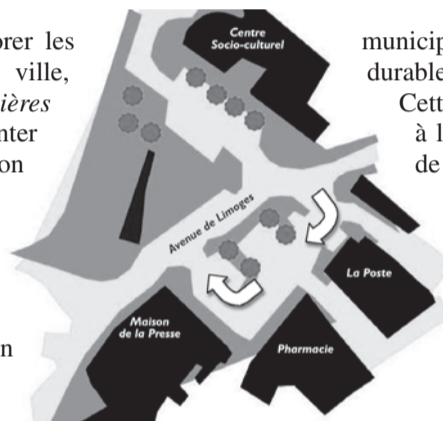 orer les
ville,
ières
nter
on
n
Centre
Socio-culturel
Avenue de Limoges
La Poste
Maison
de la Presse
Pharmacie
municip
durable
Cett
à l
de